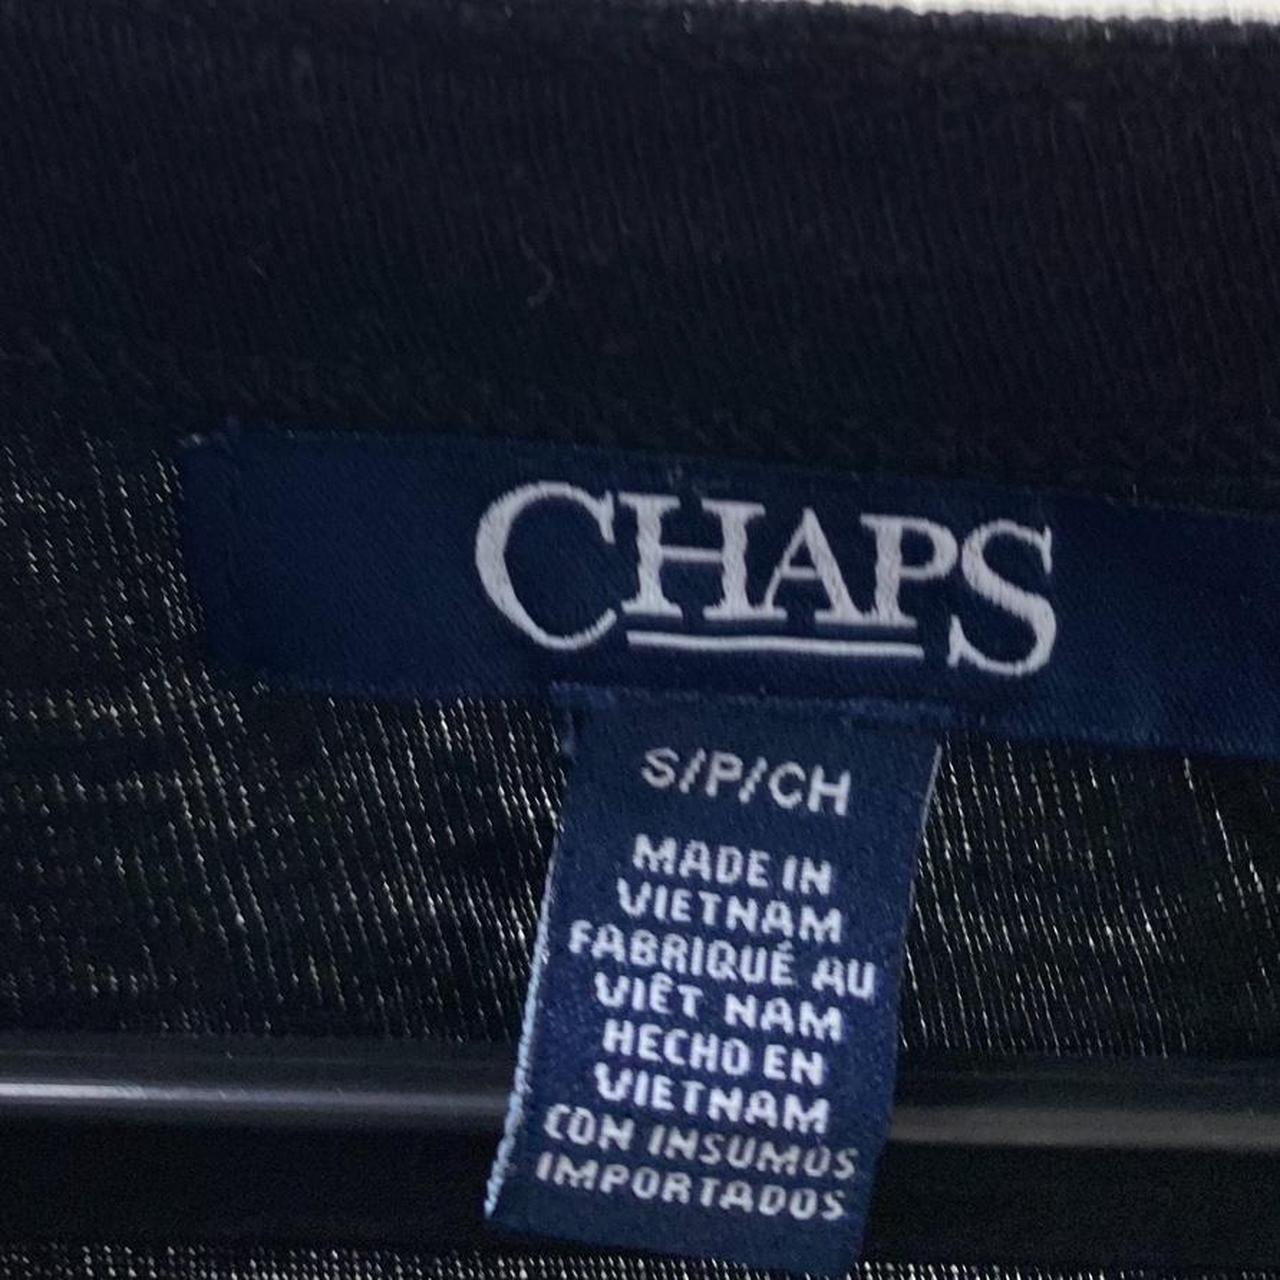 CHAPS
S/P/CH
MADE IN
VIETNAM
FABRIQUÉ AU
VIÊT NAM
HECHO EN
VIETNAM
CON INSUMOS
IMPORTADOS